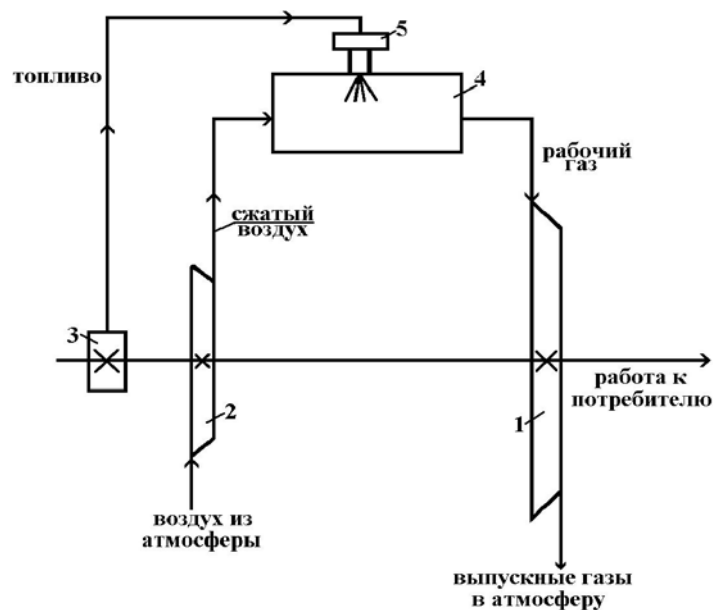 5
топливо
4
рабочий
газ
сжатый
воздух
3
2
1
работа к
потребителю
воздух из
атмосферы
выпускные газы
в атмосферу